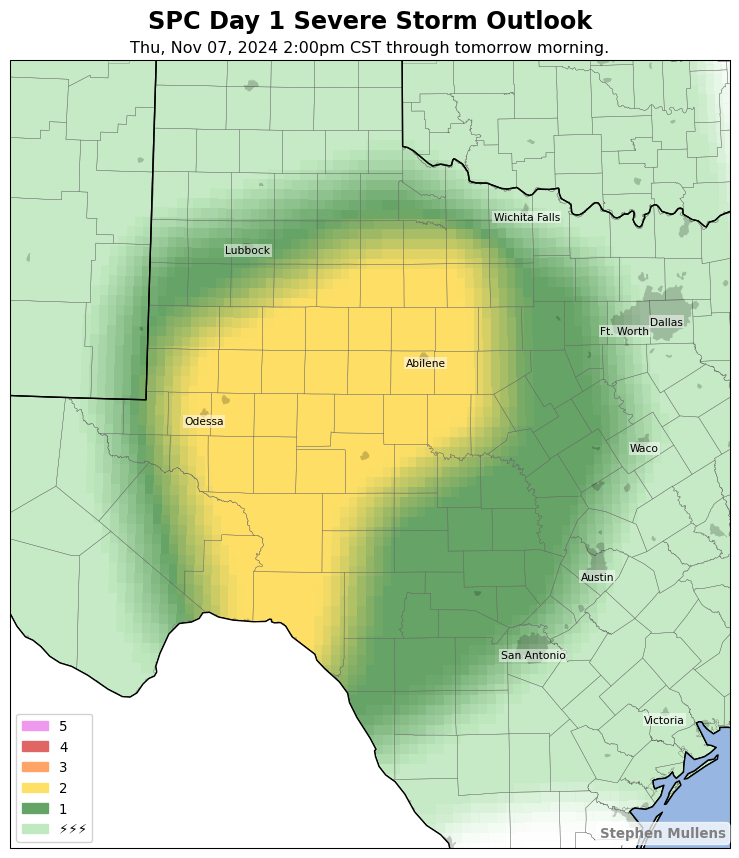 SPC Day 1 Severe Storm Outlook
Thu, Nov 07, 2024 2:00pm CST through tomorrow morning.
Wichita Falls
Lubbock
Dallas
Ft. Worth
Abilene
Odessa
Waco
Austin
San Antonio
Victoria
5
4
3
2
1
⚡⚡⚡
Stephen Mullens